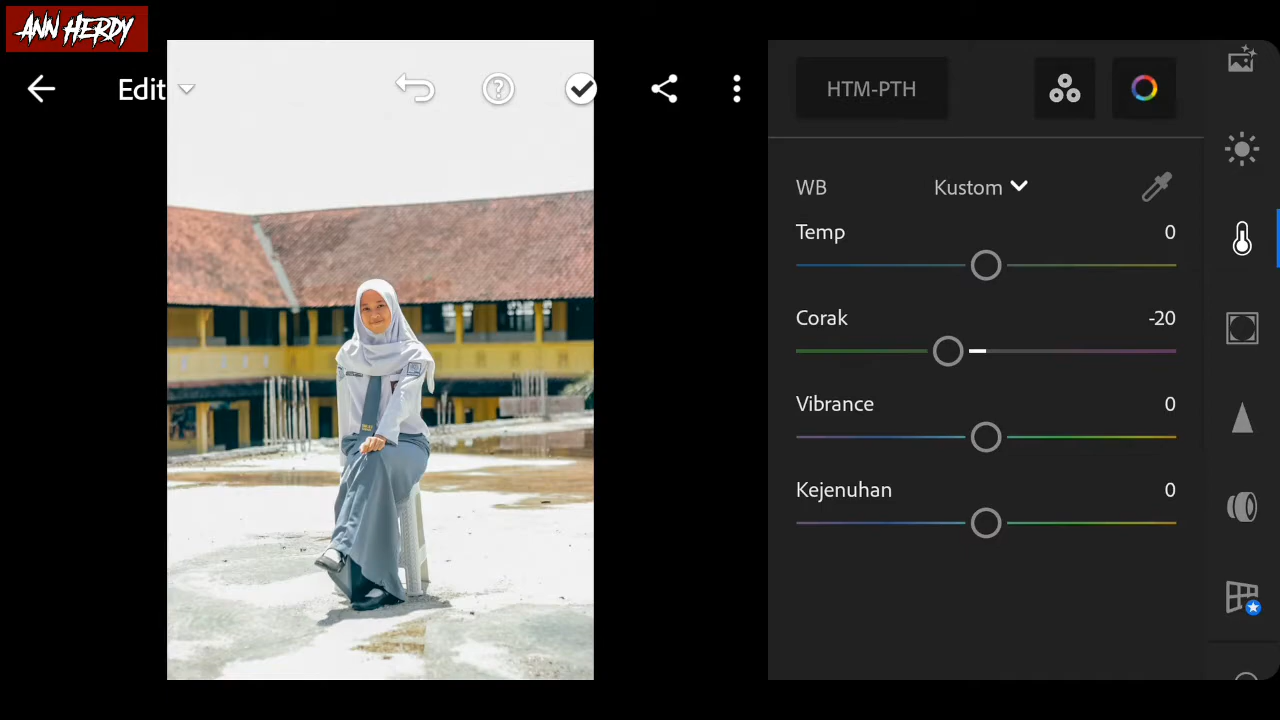 ANN HERDY
Edit
HTM-PTH
WB
Kustom
Temp
0
Corak
-20
Vibrance
0
Kejenuhan
0